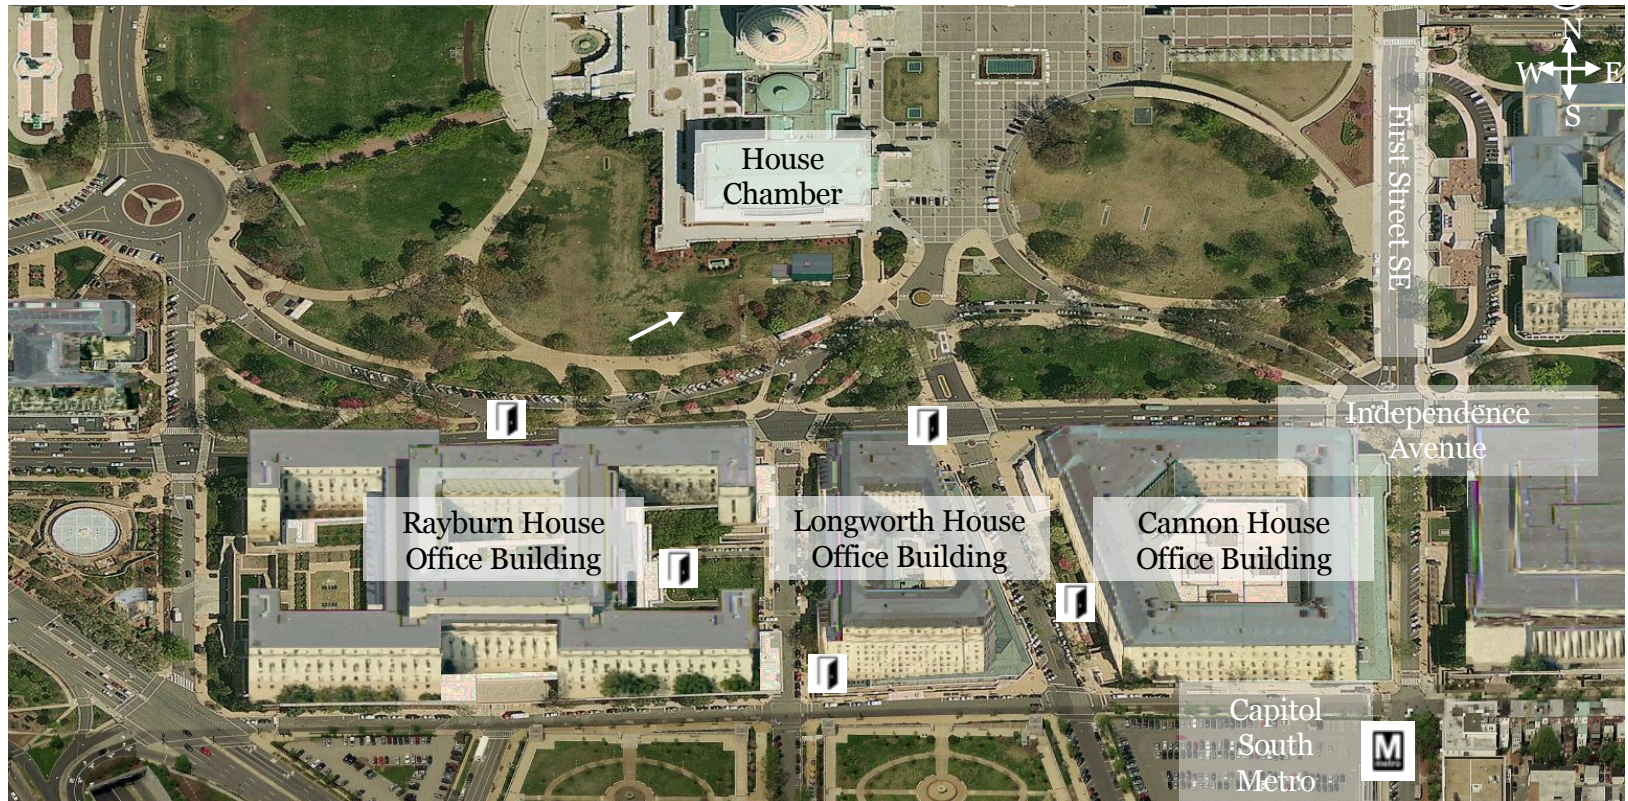 N
W E
S
House
Chamber
First Street SE
Independence
Avenue
Rayburn House
Office Building
Longworth House
Office Building
Cannon House
Office Building
Capitol
South
Metro
M
metro